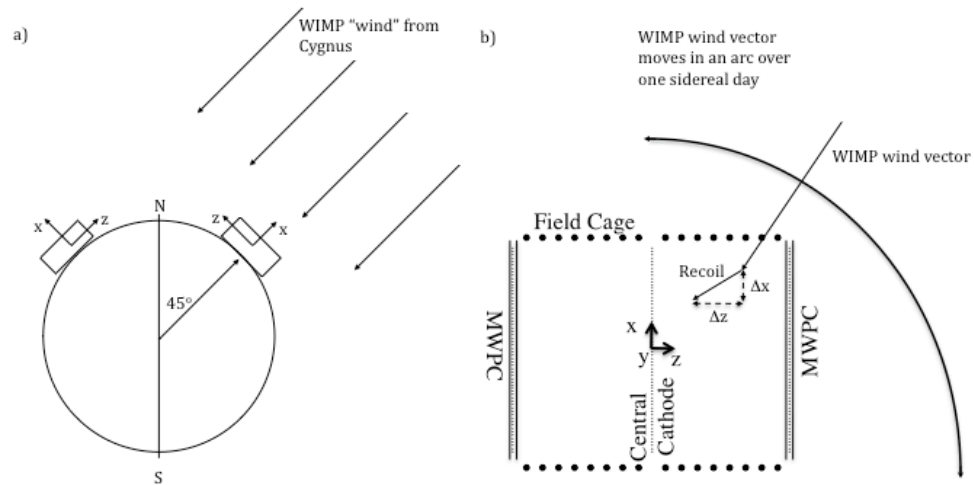 a)
WIMP "wind" from
Cygnus
N
x
z
z
x
45°
S
b)
WIMP wind vector
moves in an arc over
one sidereal day
WIMP wind vector
Field Cage
Recoil
Δx
Δz
MWPC
x
y
z
Central
Cathode
MWPC